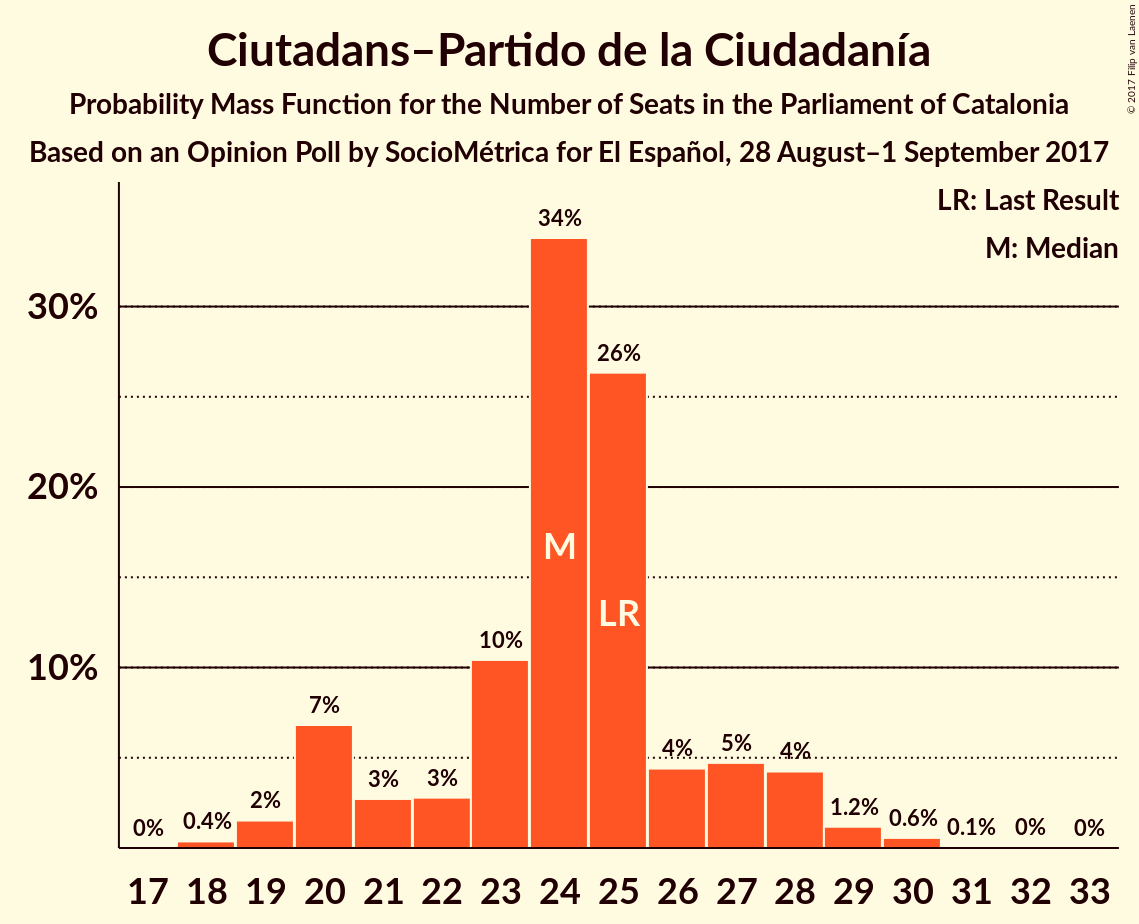 Ciutadans–Partido de la Ciudadanía
Probability Mass Function for the Number of Seats in the Parliament of Catalonia
Based on an Opinion Poll by SocioMétrica for El Español, 28 August–1 September 2017
© 2017 Filip van Laenen
LR: Last Result
M: Median
34%
30%
26%
20%
M
LR
10%
10%
7%
3%
3%
4%
5%
4%
2%
0%
0.4%
1.2%
0.6%
0.1%
0%
0%
17 18 19 20 21 22 23 24 25 26 27 28 29 30 31 32 33